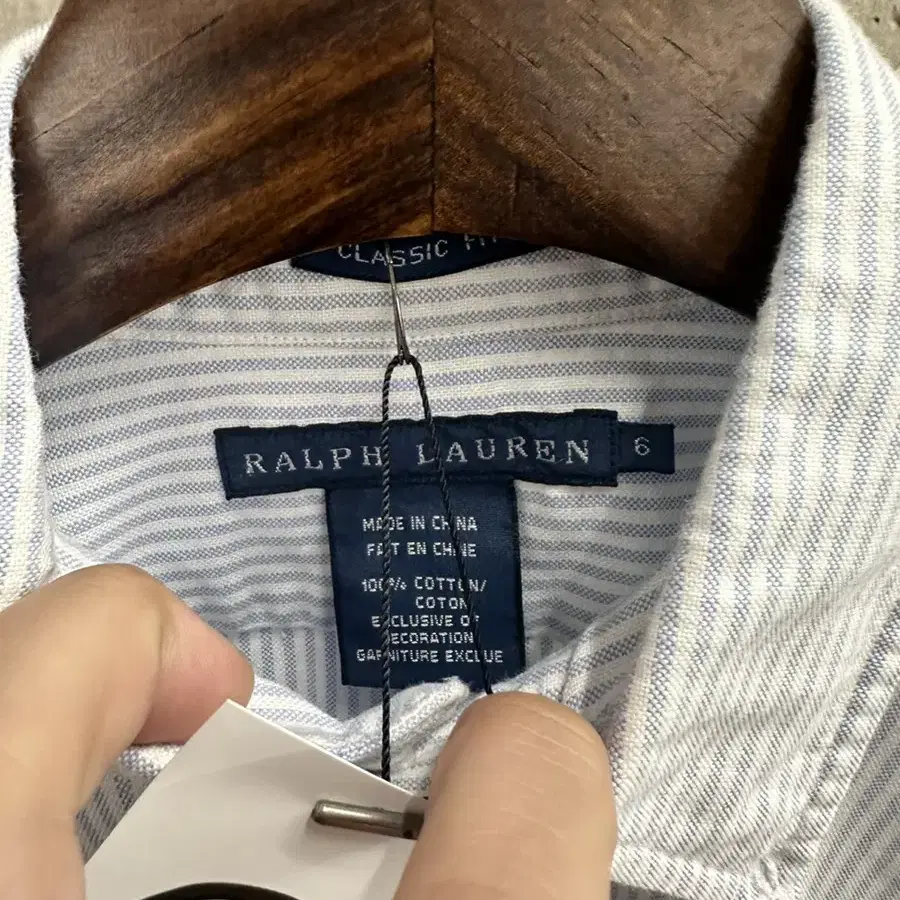 CLASSIC FIT
RALPH LAUREN
6
MADE IN CHINA
FAIT EN CHINE
100% COTTON/
COTON
EXCLUSIVE OF
DECORATION
GARNITURE EXCLUE